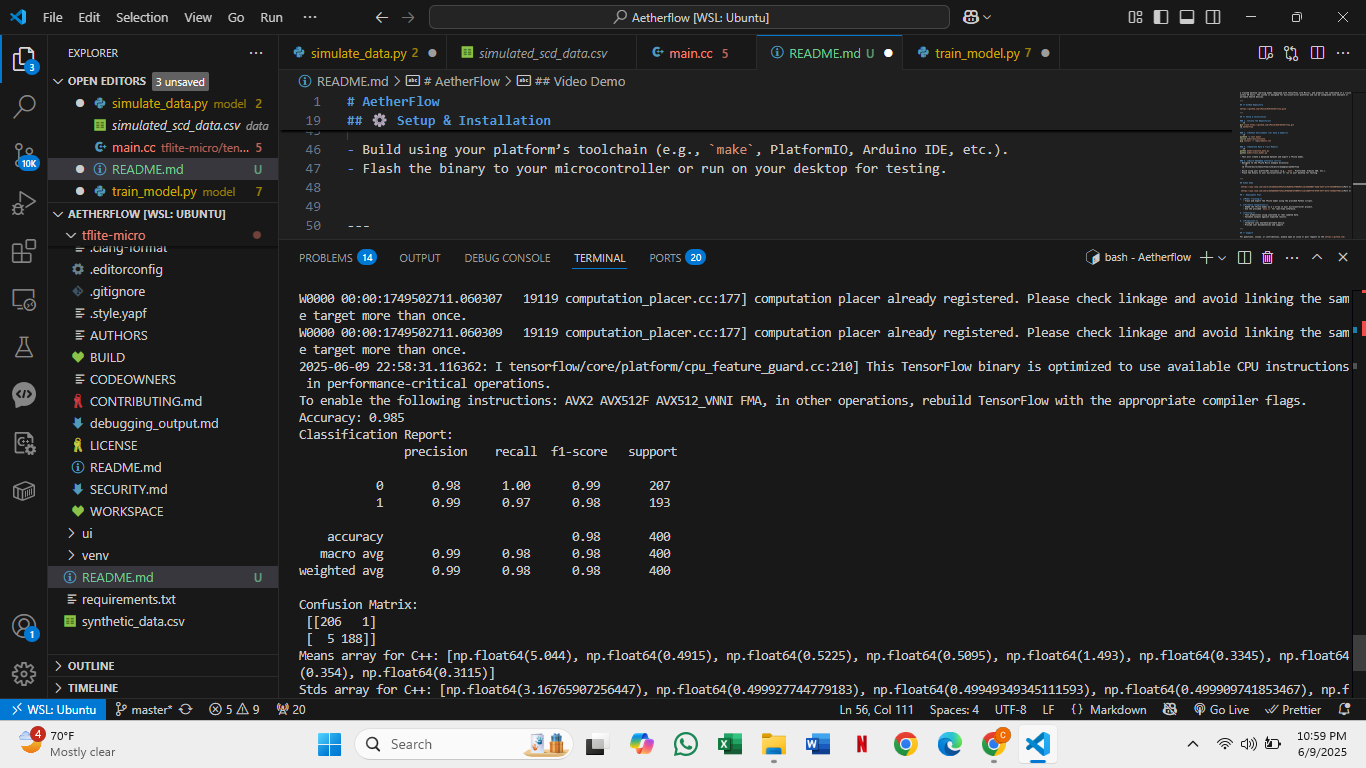 File Edit Selection View Go Run ···
Aetherflow [WSL: Ubuntu]
EXPLORER
simulate_data.py 2
simulated_scd_data.csv
main.cc 5
README.md U
train_model.py 7
OPEN EDITORS 3 unsaved
simulate_data.py model 2
simulated_scd_data.csv data
main.cc tflite-micro/ten... 5
README.md U
train_model.py model 7
AETHERFLOW [WSL: UBUNTU]
tflite-micro
.clang-format
.editorconfig
.gitignore
.style.yapf
AUTHORS
BUILD
CODEOWNERS
CONTRIBUTING.md
debugging_output.md
LICENSE
README.md
SECURITY.md
WORKSPACE
ui
venv
README.md U
requirements.txt
synthetic_data.csv
OUTLINE
TIMELINE
3
10K
1
README.md > # AetherFlow > ## Video Demo
1 # AetherFlow
19 ## ⚙ Setup & Installation
45
46 - Build using your platform’s toolchain (e.g., `make`, PlatformIO, Arduino IDE, etc.).
47 - Flash the binary to your microcontroller or run on your desktop for testing.
48
49
50 ---
PROBLEMS 14 OUTPUT DEBUG CONSOLE TERMINAL PORTS 20
bash - Aetherflow
W0000 00:00:1749502711.060307 19119 computation_placer.cc:177] computation placer already registered. Please check linkage and avoid linking the sam
e target more than once.
W0000 00:00:1749502711.060309 19119 computation_placer.cc:177] computation placer already registered. Please check linkage and avoid linking the sam
e target more than once.
2025-06-09 22:58:31.116362: I tensorflow/core/platform/cpu_feature_guard.cc:210] This TensorFlow binary is optimized to use available CPU instructions
in performance-critical operations.
To enable the following instructions: AVX2 AVX512F AVX512_VNNI FMA, in other operations, rebuild TensorFlow with the appropriate compiler flags.
Accuracy: 0.985
Classification Report:
precision recall f1-score support
0 0.98 1.00 0.99 207
1 0.99 0.97 0.98 193
accuracy 0.98 400
macro avg 0.99 0.98 0.98 400
weighted avg 0.99 0.98 0.98 400
Confusion Matrix:
[[206 1]
[ 5 188]]
Means array for C++: [np.float64(5.044), np.float64(0.4915), np.float64(0.5225), np.float64(0.5095), np.float64(1.493), np.float64(0.3345), np.float64
(0.354), np.float64(0.3115)]
Stds array for C++: [np.float64(3.16765907256447), np.float64(0.499927744779183), np.float64(0.49949349345111593), np.float64(0.499909741853467), np.f
WSL: Ubuntu master* 5 9 20
Ln 56, Col 111 Spaces: 4 UTF-8 LF {} Markdown Go Live Prettier
4
70°F
Mostly clear
Search
10:59 PM
6/9/2025